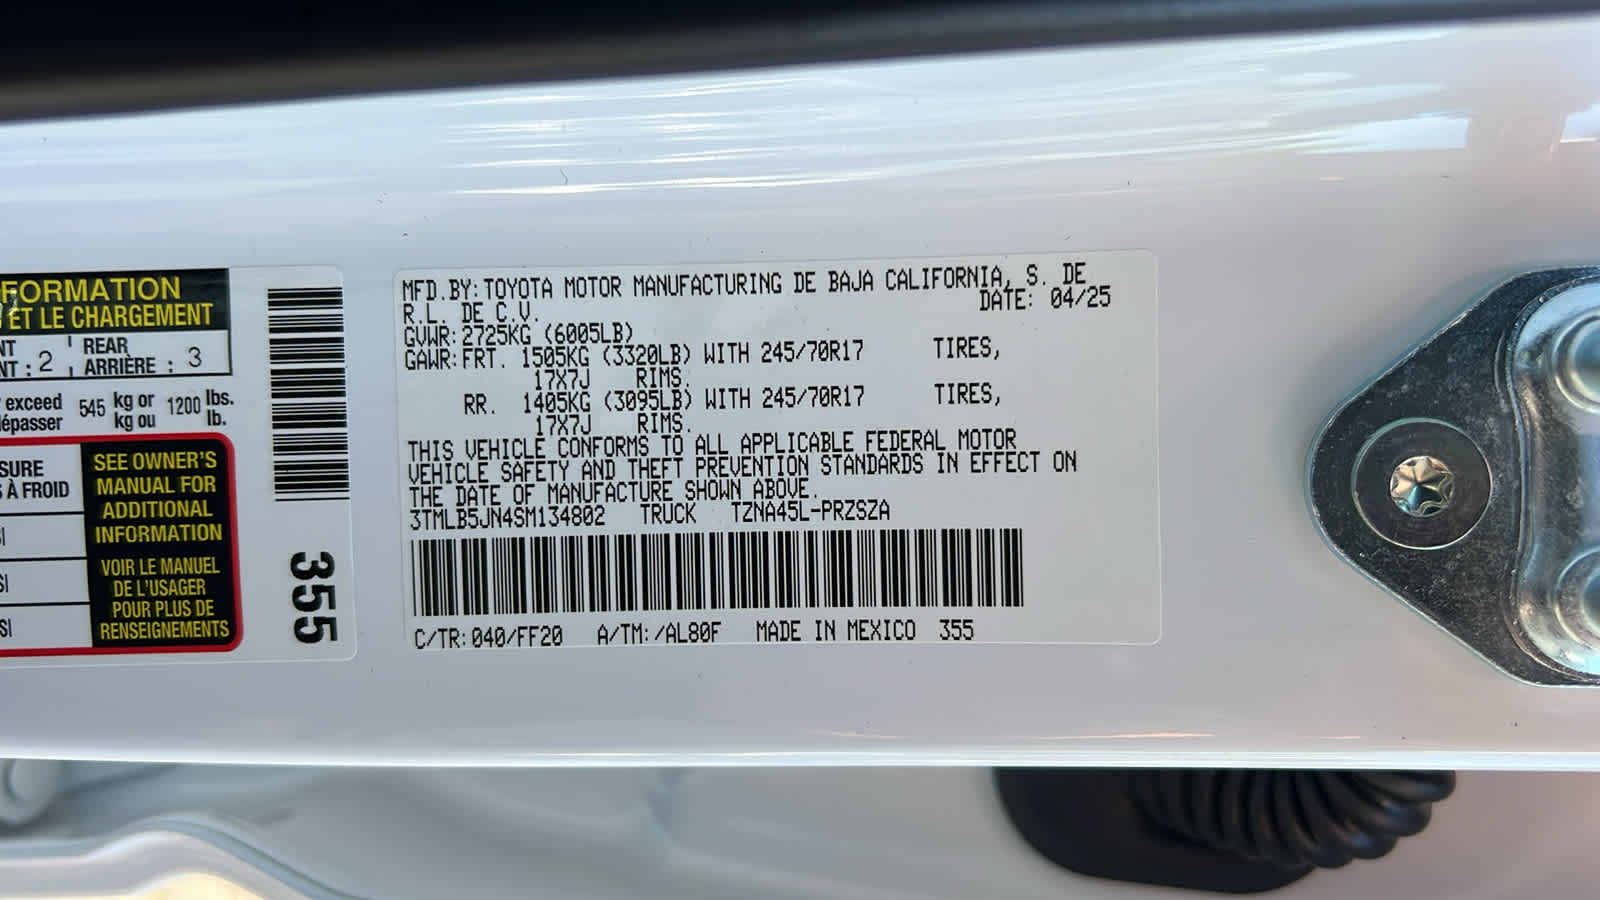 FORMATION
ET LE CHARGEMENT
NT : 2 REAR
ARRIÈRE : 3
exceed
dépasser 545 kg or
kg ou 1200 lbs.
lb.
SURE
À FROID
SEE OWNER'S
MANUAL FOR
ADDITIONAL
INFORMATION
VOIR LE MANUEL
DE L'USAGER
POUR PLUS DE
RENSEIGNEMENTS
SI
SI
SI
355
MFD.BY:TOYOTA MOTOR MANUFACTURING DE BAJA CALIFORNIA, S. DE
R.L. DE C.V. DATE: 04/25
GVWR:2725KG (6005LB)
GAWR:FRT. 1505KG (3320LB) WITH 245/70R17 TIRES,
17X7J RIMS.
RR. 1405KG (3095LB) WITH 245/70R17 TIRES,
17X7J RIMS.
THIS VEHICLE CONFORMS TO ALL APPLICABLE FEDERAL MOTOR
VEHICLE SAFETY AND THEFT PREVENTION STANDARDS IN EFFECT ON
THE DATE OF MANUFACTURE SHOWN ABOVE.
3TMLB5JN4SM134802 TRUCK TZNA45L-PRZSZA
C/TR:040/FF20 A/TM:/AL80F MADE IN MEXICO 355